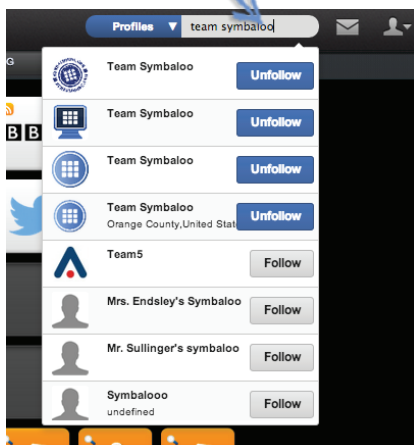 Profiles ▼ team symbaloo
G
Team Symbaloo
Unfollow
BB
Team Symbaloo
Unfollow
Team Symbaloo
Unfollow
Team Symbaloo
Orange County,United Stat
Unfollow
Team5
Follow
Mrs. Endsley's Symbaloo
Follow
Mr. Sullinger's symbaloo
Follow
Symbalooo
undefined
Follow